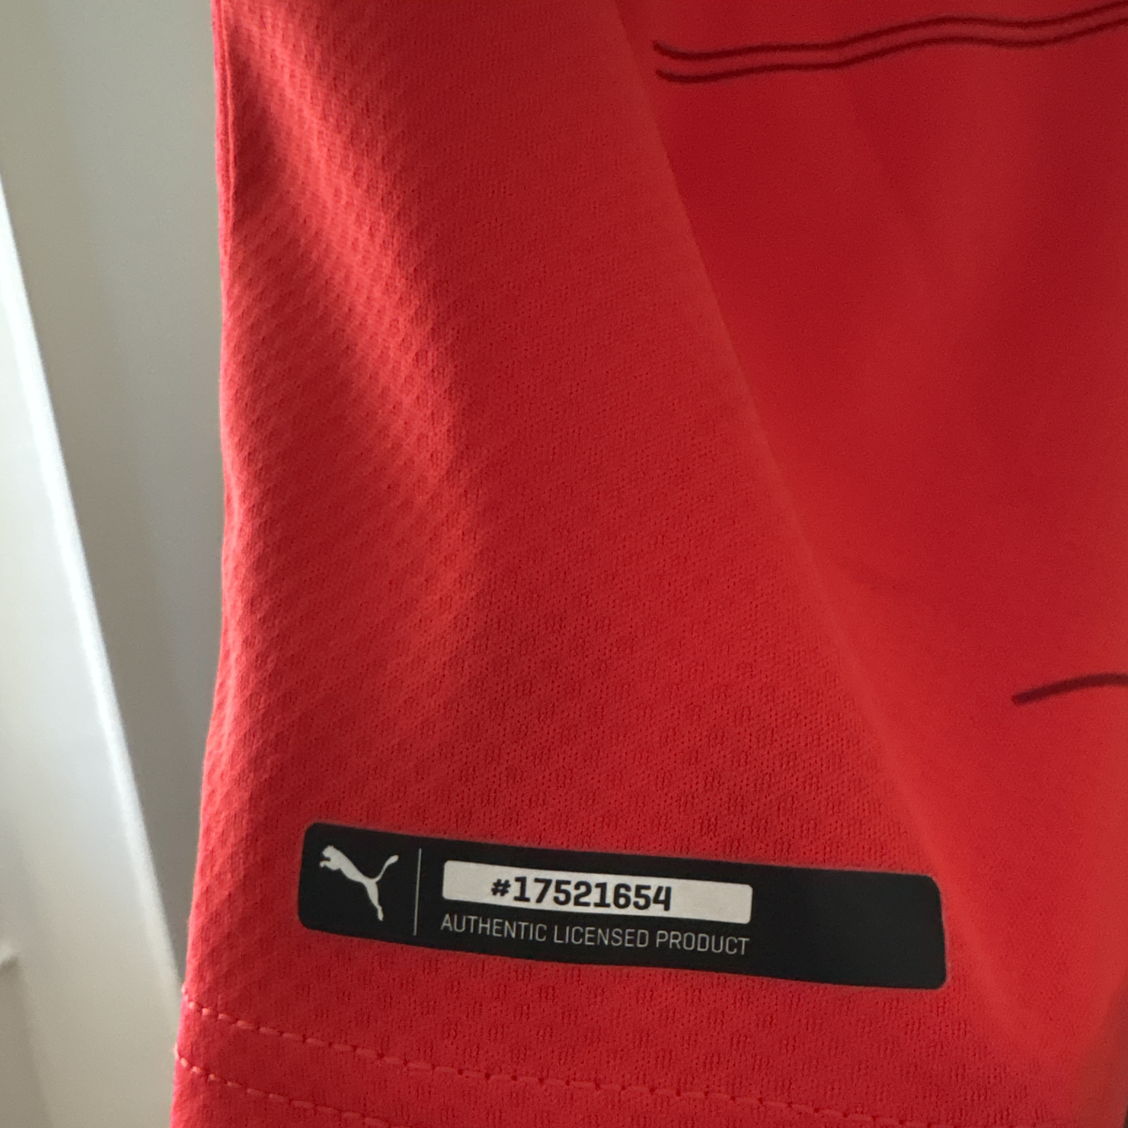 #17521654
AUTHENTIC LICENSED PRODUCT